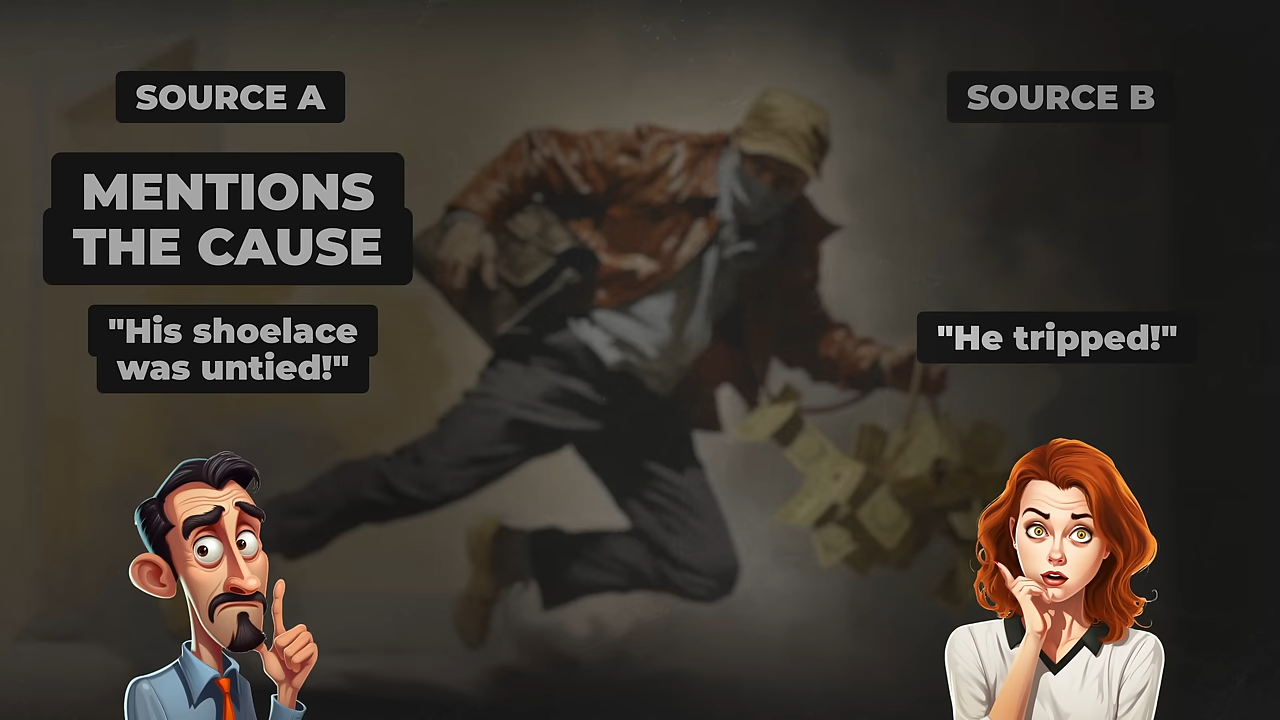 SOURCE A
MENTIONS
THE CAUSE
"His shoelace
was untied!"
SOURCE B
"He tripped!"